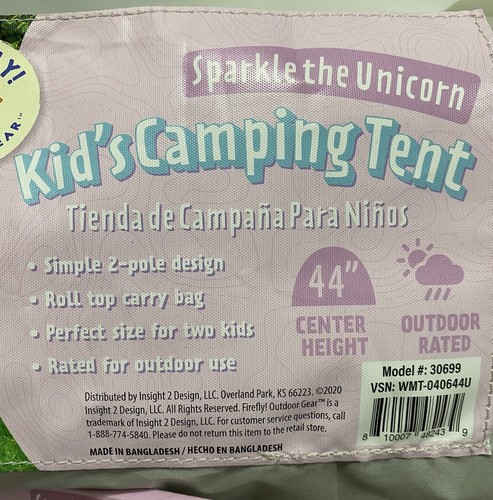 AY!
EAR™
Sparkle the Unicorn
Kid's Camping Tent
Tienda de Campaña Para Niños
• Simple 2-pole design
• Roll top carry bag
• Perfect size for two kids
• Rated for outdoor use
44"
CENTER
HEIGHT
OUTDOOR
RATED
Model #: 30699
VSN: WMT-040644U
8 10007 48243 9
Distributed by Insight 2 Design, LLC. Overland Park, KS 66223. ©2020
Insight 2 Design, LLC. All Rights Reserved. Firefly! Outdoor Gear™ is a
trademark of Insight 2 Design, LLC. For customer service questions, call
1-888-774-5840. Please do not return this item to the retail store.
MADE IN BANGLADESH / HECHO EN BANGLADESH